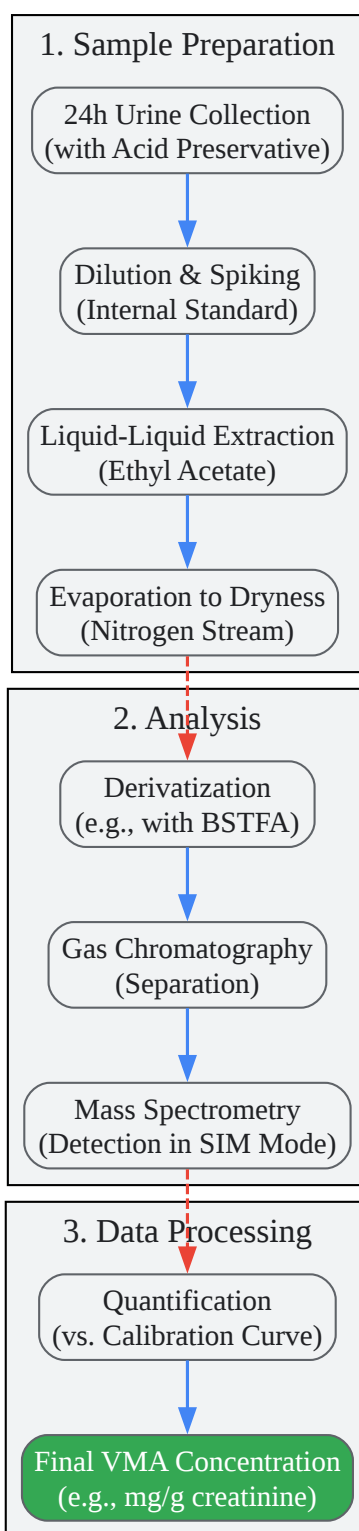 1. Sample Preparation
24h Urine Collection
(with Acid Preservative)
Dilution & Spiking
(Internal Standard)
Liquid-Liquid Extraction
(Ethyl Acetate)
Evaporation to Dryness
(Nitrogen Stream)
2. Analysis
Derivatization
(e.g., with BSTFA)
Gas Chromatography
(Separation)
Mass Spectrometry
(Detection in SIM Mode)
3. Data Processing
Quantification
(vs. Calibration Curve)
Final VMA Concentration
(e.g., mg/g creatinine)